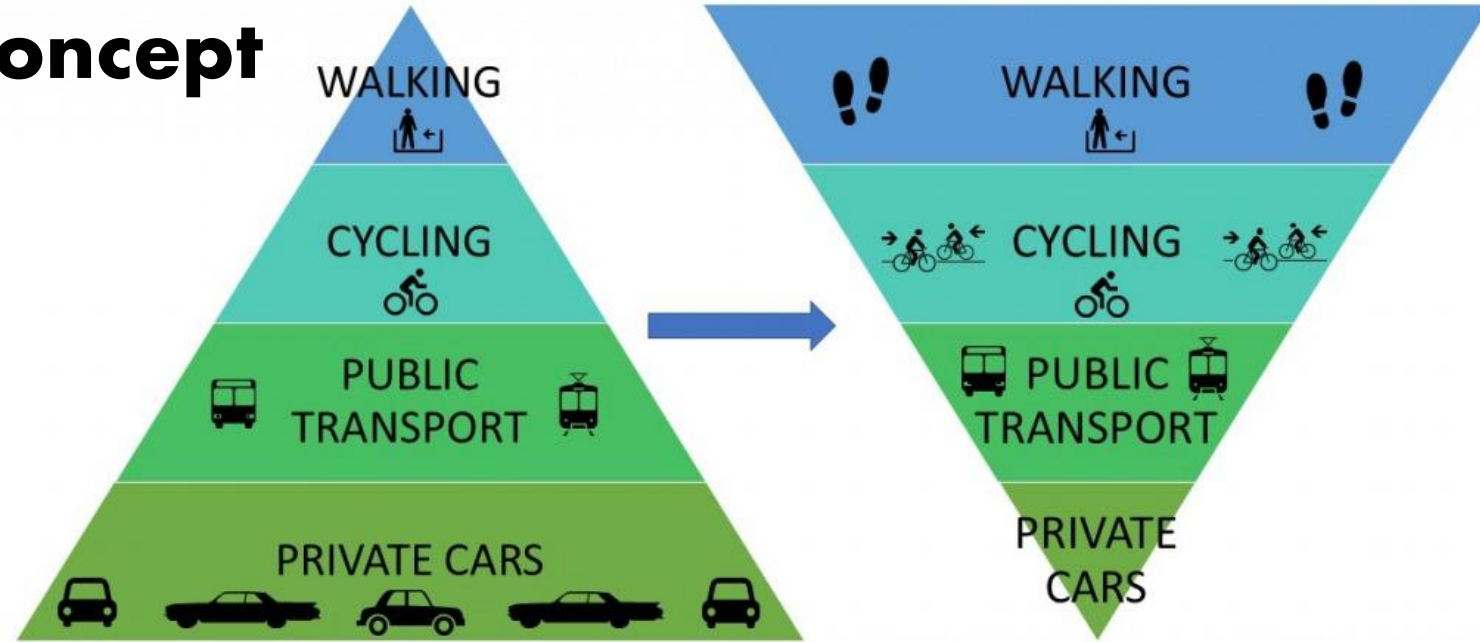 oncept
WALKING
CYCLING
PUBLIC
TRANSPORT
PRIVATE CARS
WALKING
CYCLING
PUBLIC
TRANSPORT
PRIVATE
CARS